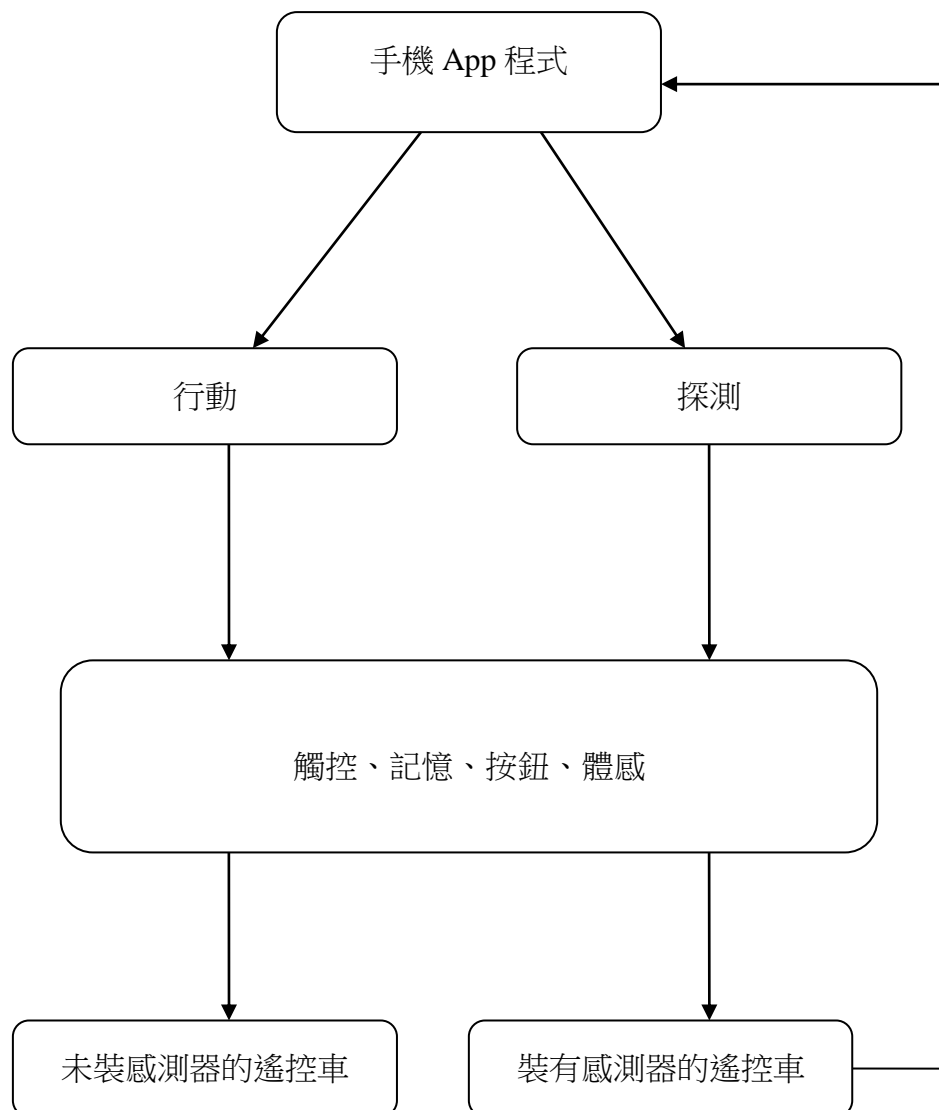 手機 App 程式
行動
探測
觸控、記憶、按鈕、體感
未裝感測器的遙控車
裝有感測器的遙控車